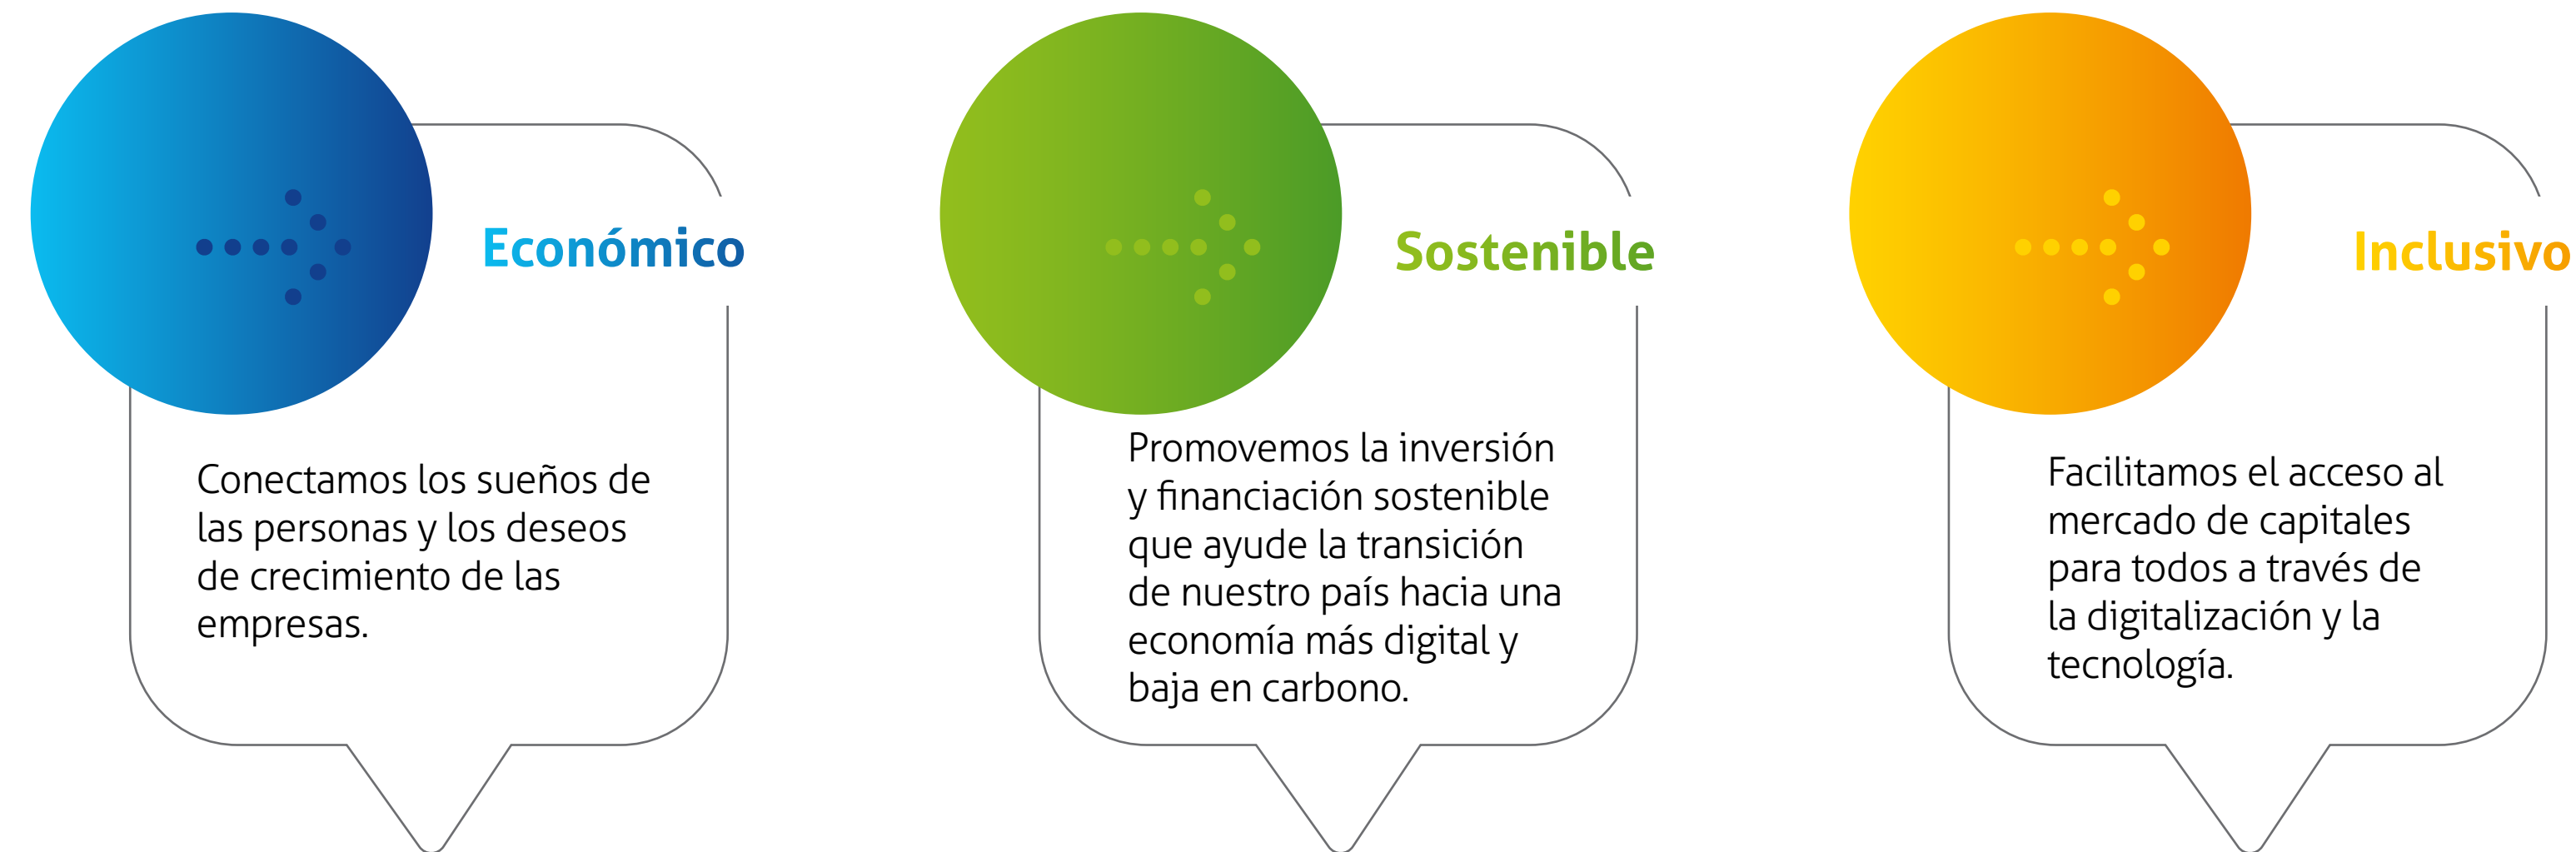 Económico
Conectamos los sueños de
las personas y los deseos
de crecimiento de las
empresas.
Sostenible
Promovemos la inversión
y financiación sostenible
que ayude la transición
de nuestro país hacia una
economía más digital y
baja en carbono.
Inclusivo
Facilitamos el acceso al
mercado de capitales
para todos a través de
la digitalización y la
tecnología.